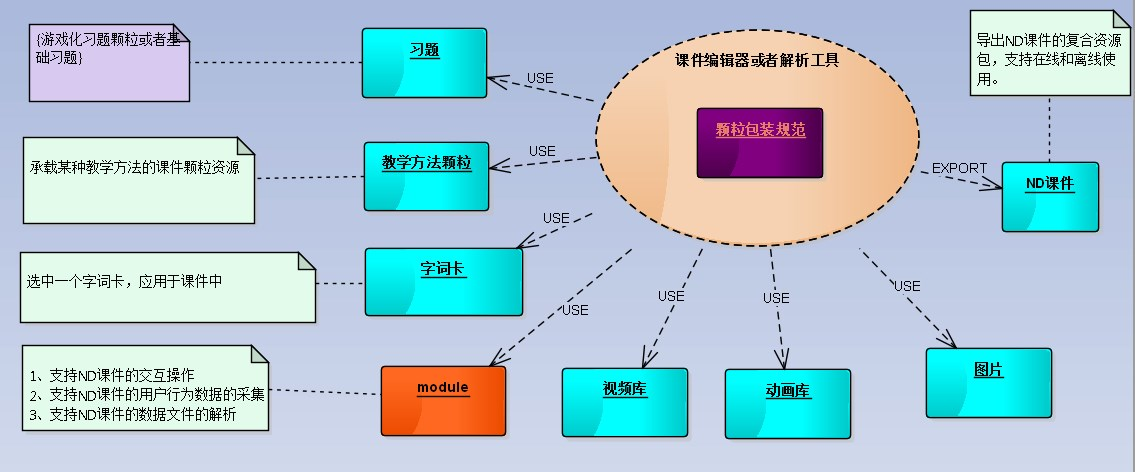 {游戏化习题颗粒或者基
础习题}
习题
USE
课件编辑器或者解析工具
颗粒包装规范
导出ND课件的复合资源
包，支持在线和离线使
用。
承载某种教学方法的课件颗粒资源
教学方法颗粒
USE
EXPORT
ND课件
选中一个字词卡，应用于课件中
字词卡
USE
USE
USE
USE
USE
1、支持ND课件的交互操作
2、支持ND课件的用户行为数据的采集
3、支持ND课件的数据文件的解析
module
视频库
动画库
图片